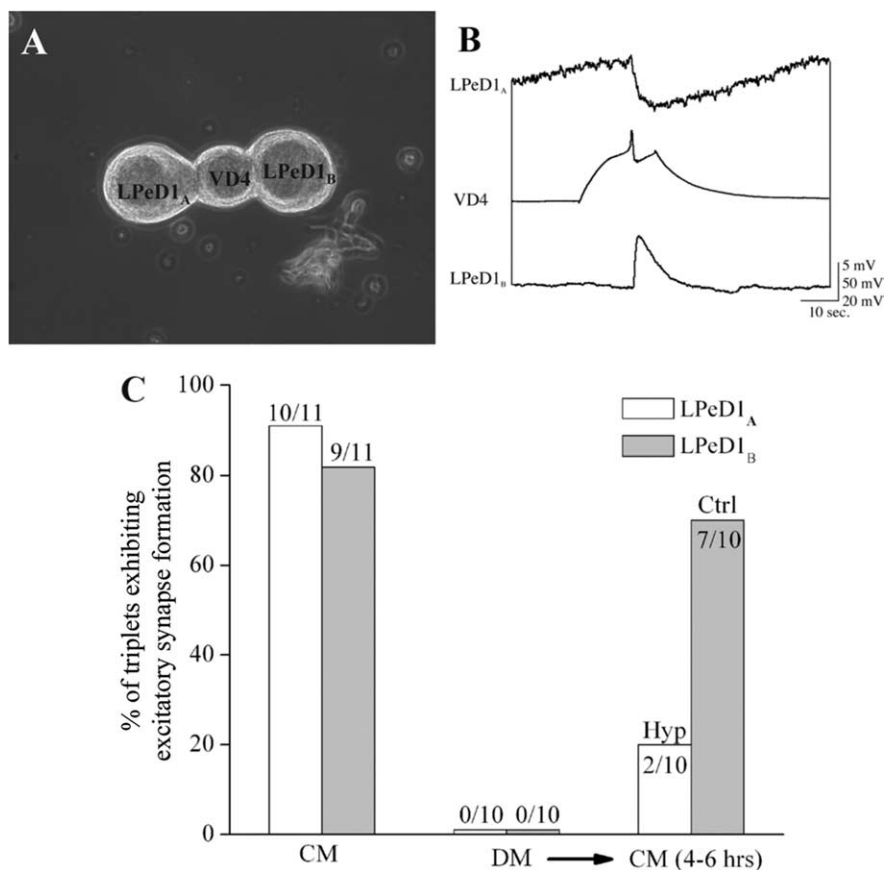 A
LPeD1A
VD4
LPeD1B
B
LPeD1A
VD4
LPeD1B
5 mV
50 mV
20 mV
10 sec.
C
% of triplets exhibiting
excitatory synapse formation
100
80
60
40
20
0
10/11
9/11
0/10 0/10
Hyp
2/10
Ctrl
7/10
LPeD1A
LPeD1B
CM
DM → CM (4-6 hrs)